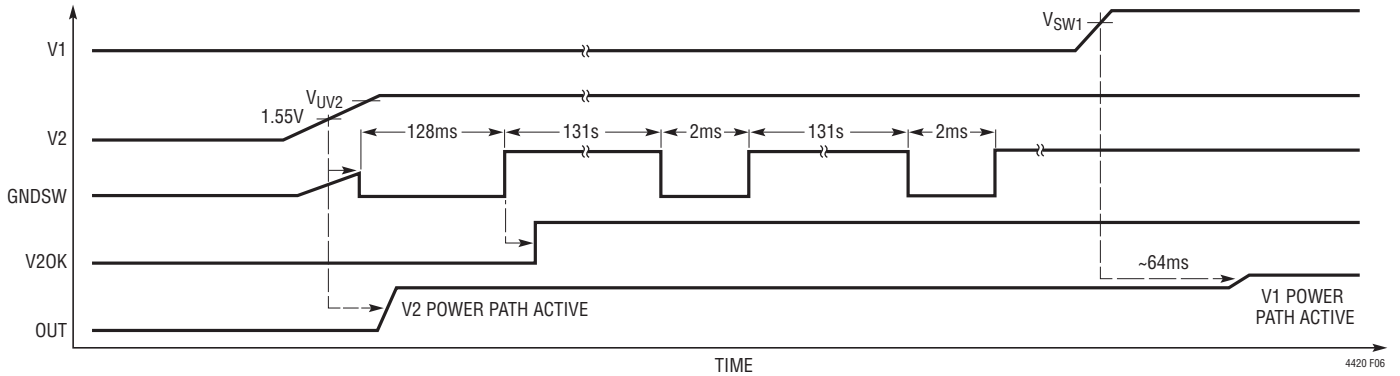 V1
VSW1
VUV2
1.55V
V2
128ms
131s
2ms
131s
2ms
GNDSW
V2OK
~64ms
V2 POWER PATH ACTIVE
V1 POWER
PATH ACTIVE
OUT
TIME
4420 F06